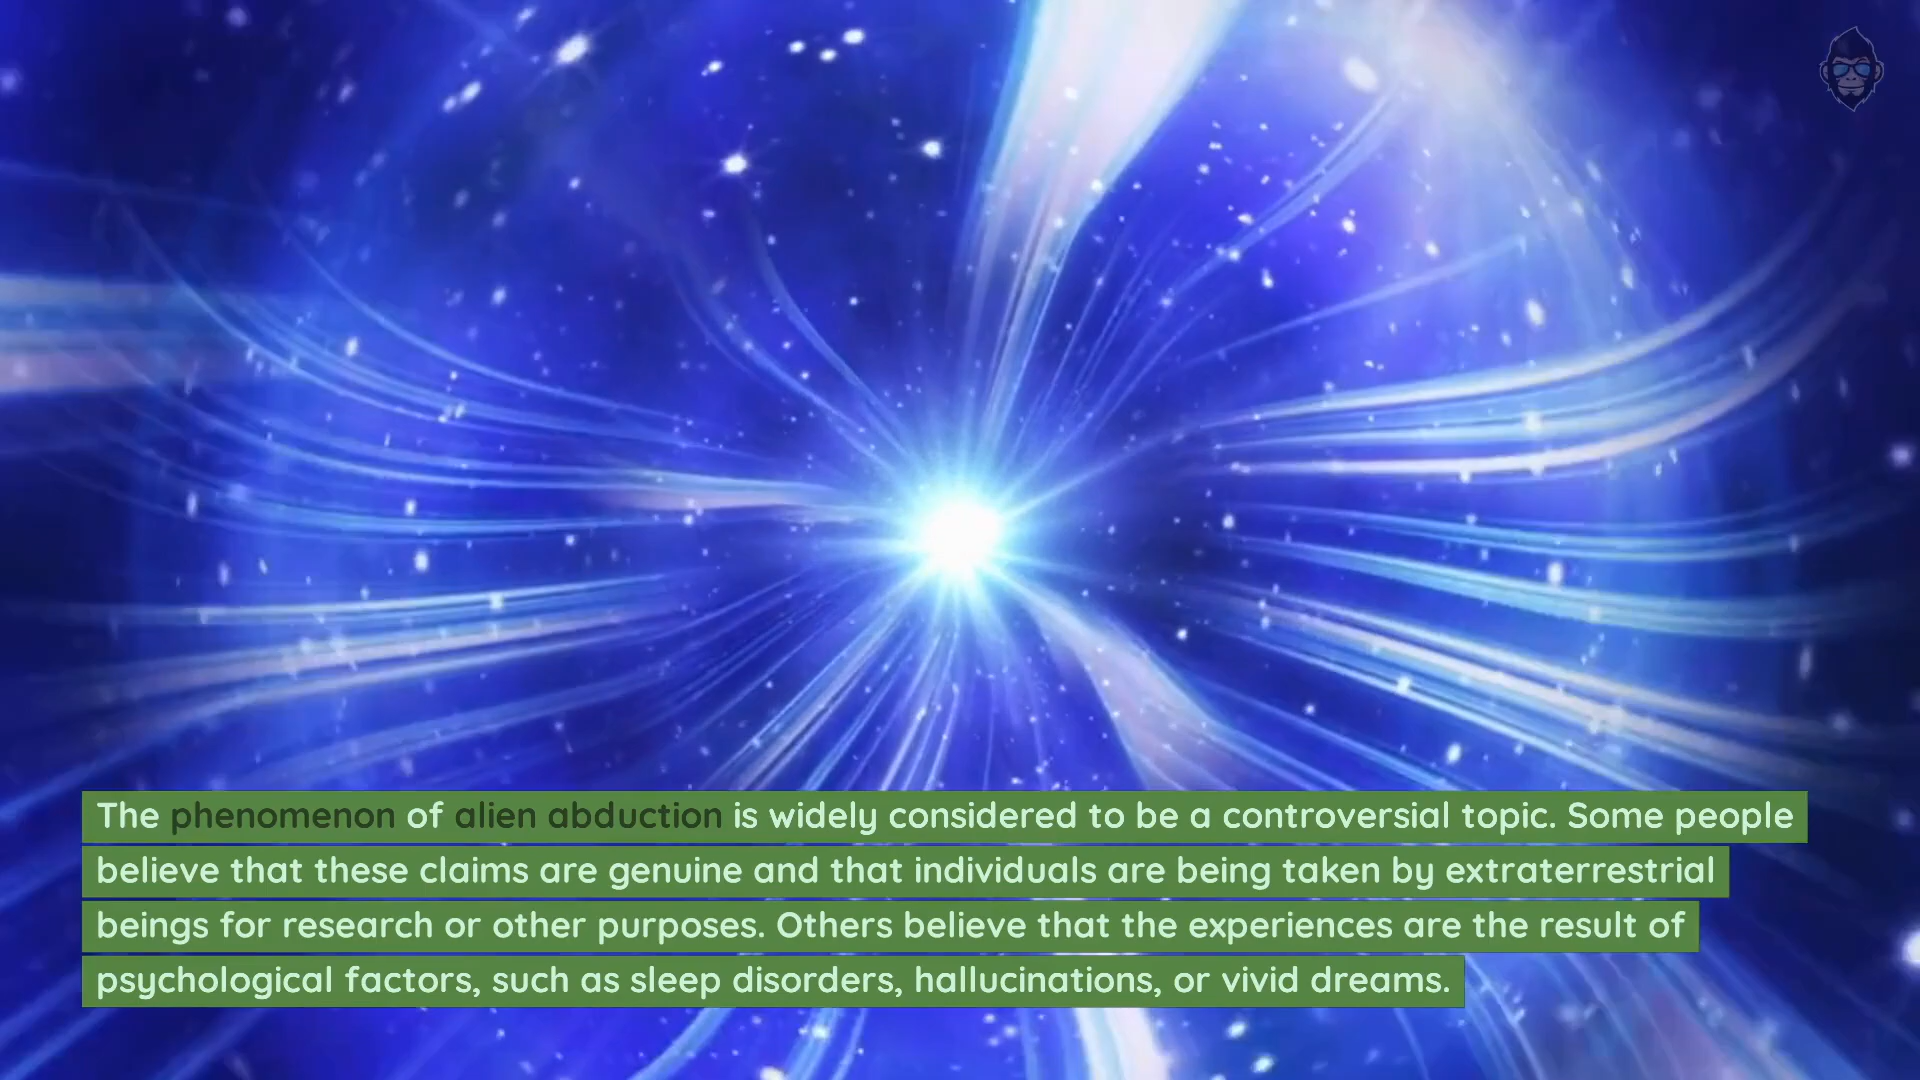 The phenomenon of alien abduction is widely considered to be a controversial topic. Some people
believe that these claims are genuine and that individuals are being taken by extraterrestrial
beings for research or other purposes. Others believe that the experiences are the result of
psychological factors, such as sleep disorders, hallucinations, or vivid dreams.